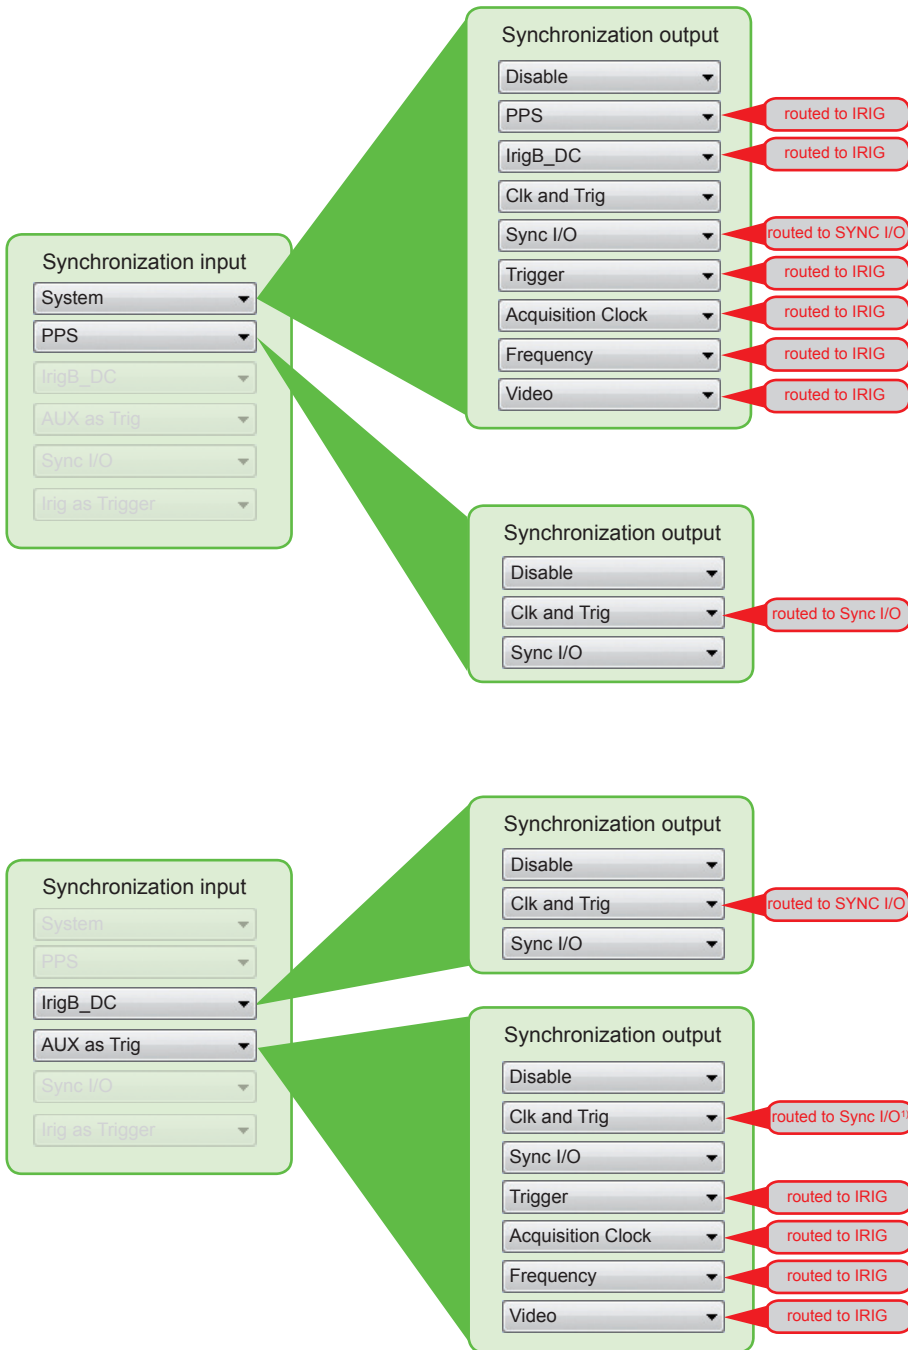 Synchronization output
Disable
PPS
routed to IRIG
IrigB_DC
routed to IRIG
Clk and Trig
Sync I/O
routed to SYNC I/O
Trigger
routed to IRIG
Acquisition Clock
routed to IRIG
Frequency
routed to IRIG
Video
routed to IRIG
Synchronization input
System
PPS
IrigB_DC
AUX as Trig
Sync I/O
Irig as Trigger
Synchronization output
Disable
Clk and Trig
routed to Sync I/O
Sync I/O
Synchronization output
Disable
Clk and Trig
routed to SYNC I/O
Sync I/O
Synchronization input
System
PPS
IrigB_DC
AUX as Trig
Sync I/O
Irig as Trigger
Synchronization output
Disable
Clk and Trig
routed to Sync I/O¹⁾
Sync I/O
Trigger
routed to IRIG
Acquisition Clock
routed to IRIG
Frequency
routed to IRIG
Video
routed to IRIG